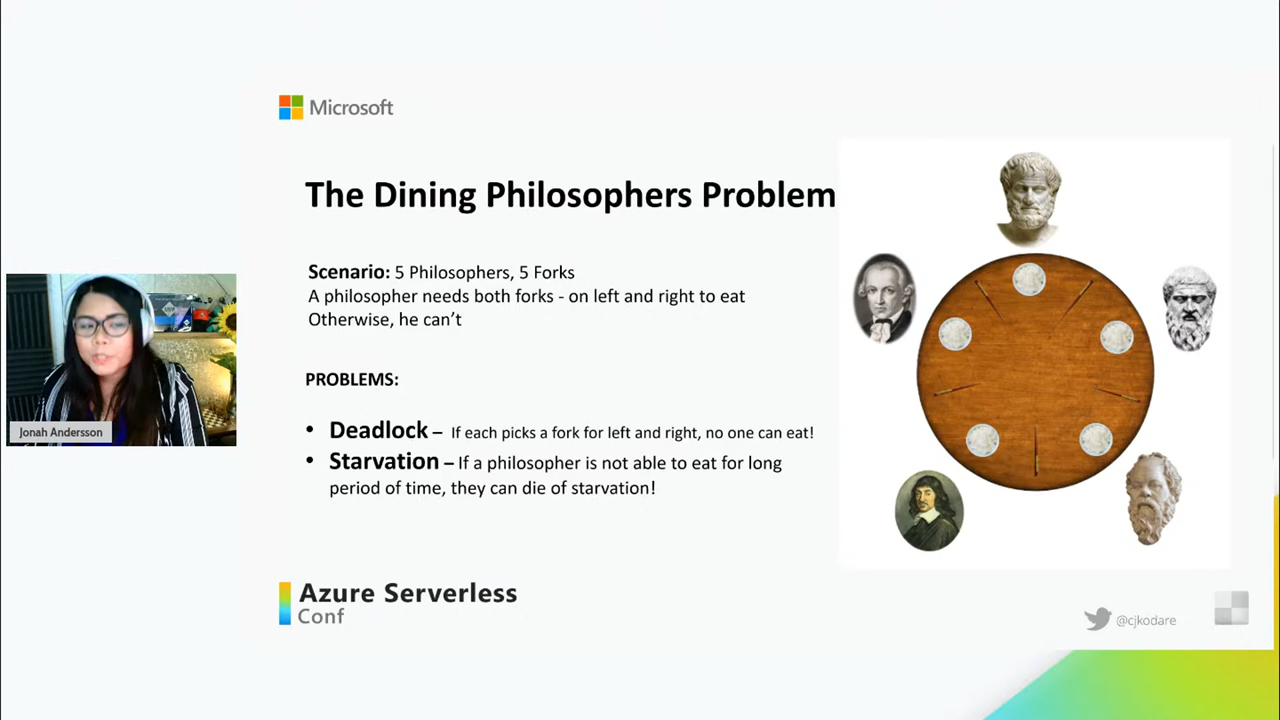 Microsoft
The Dining Philosophers Problem
Scenario: 5 Philosophers, 5 Forks
A philosopher needs both forks - on left and right to eat
Otherwise, he can’t
PROBLEMS:
• Deadlock – If each picks a fork for left and right, no one can eat!
• Starvation – If a philosopher is not able to eat for long
period of time, they can die of starvation!
Jonah Andersson
Azure Serverless
Conf
@cjkodare